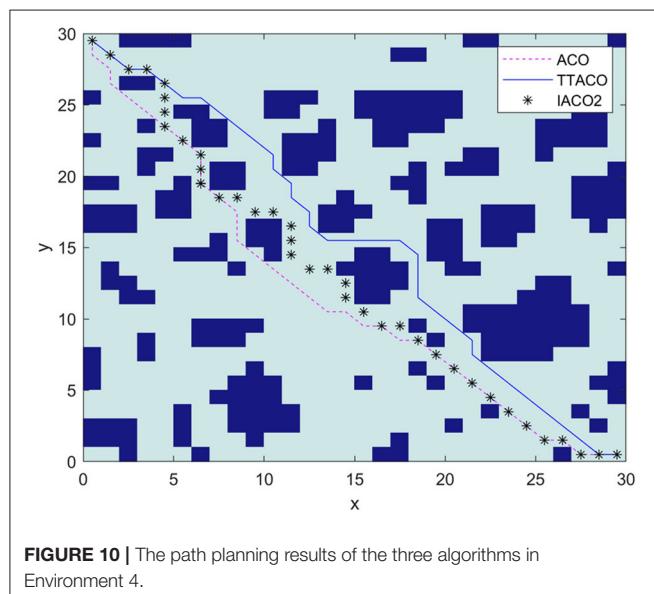 30
25
20
15
10
5
0
y
0 5 10 15 20 25 30
x
ACO
TTACO
IACO2
FIGURE 10 | The path planning results of the three algorithms in
Environment 4.